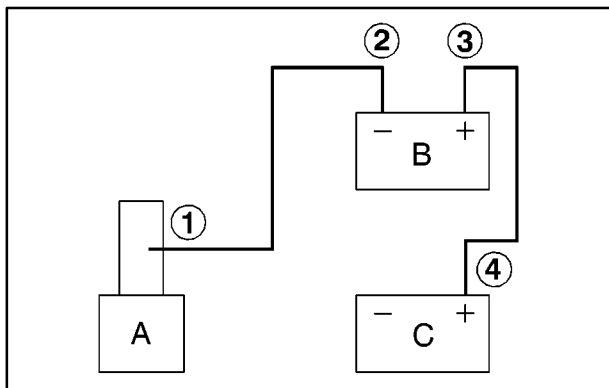 ② ③
− +
B
①
④
− +
A C